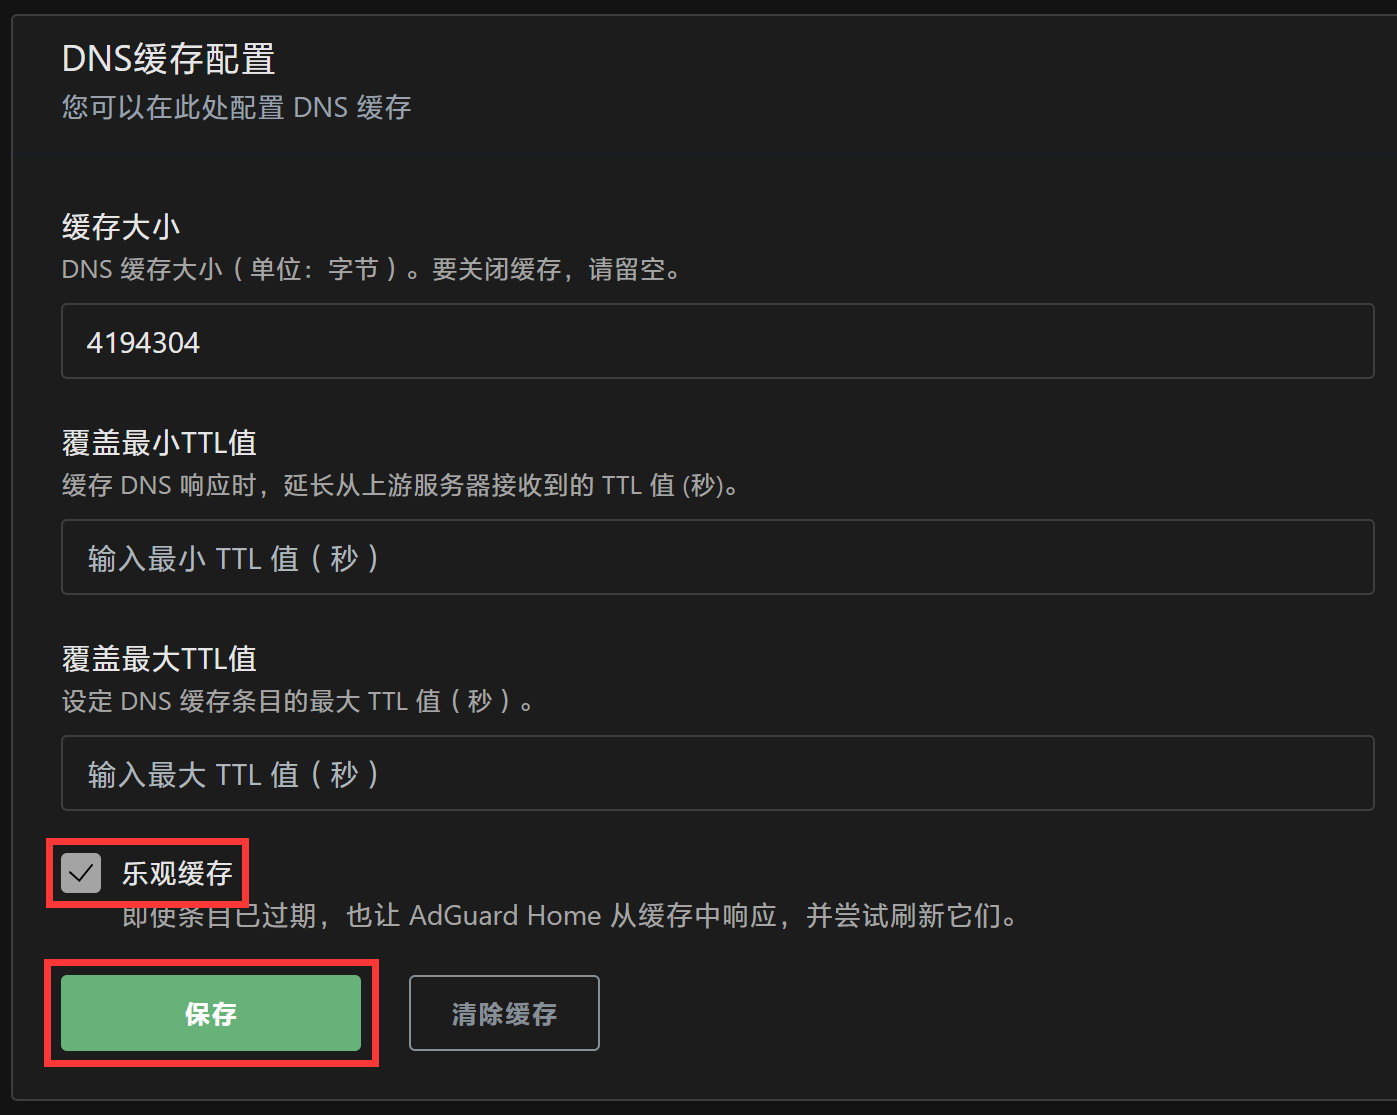 DNS缓存配置
您可以在此处配置 DNS 缓存
缓存大小
DNS 缓存大小（单位：字节）。要关闭缓存，请留空。
4194304
覆盖最小TTL值
缓存 DNS 响应时，延长从上游服务器接收到的 TTL 值 (秒)。
输入最小 TTL 值（秒）
覆盖最大TTL值
设定 DNS 缓存条目的最大 TTL 值（秒）。
输入最大 TTL 值（秒）
乐观缓存
即使条目已过期，也让 AdGuard Home 从缓存中响应，并尝试刷新它们。
保存
清除缓存